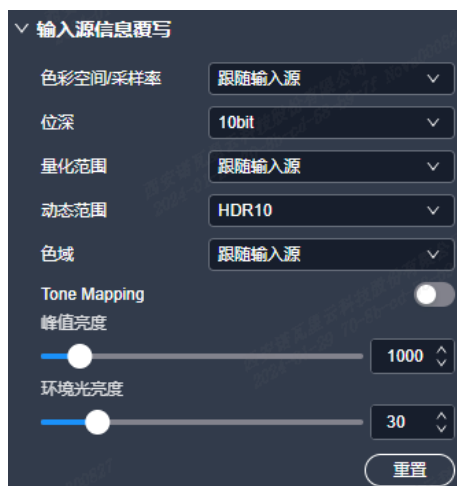 输入源信息覆写
色彩空间/采样率 跟随输入源
位深 10bit
量化范围 跟随输入源
动态范围 HDR10
色域 跟随输入源
Tone Mapping
峰值亮度
1000
环境光亮度
30
重置